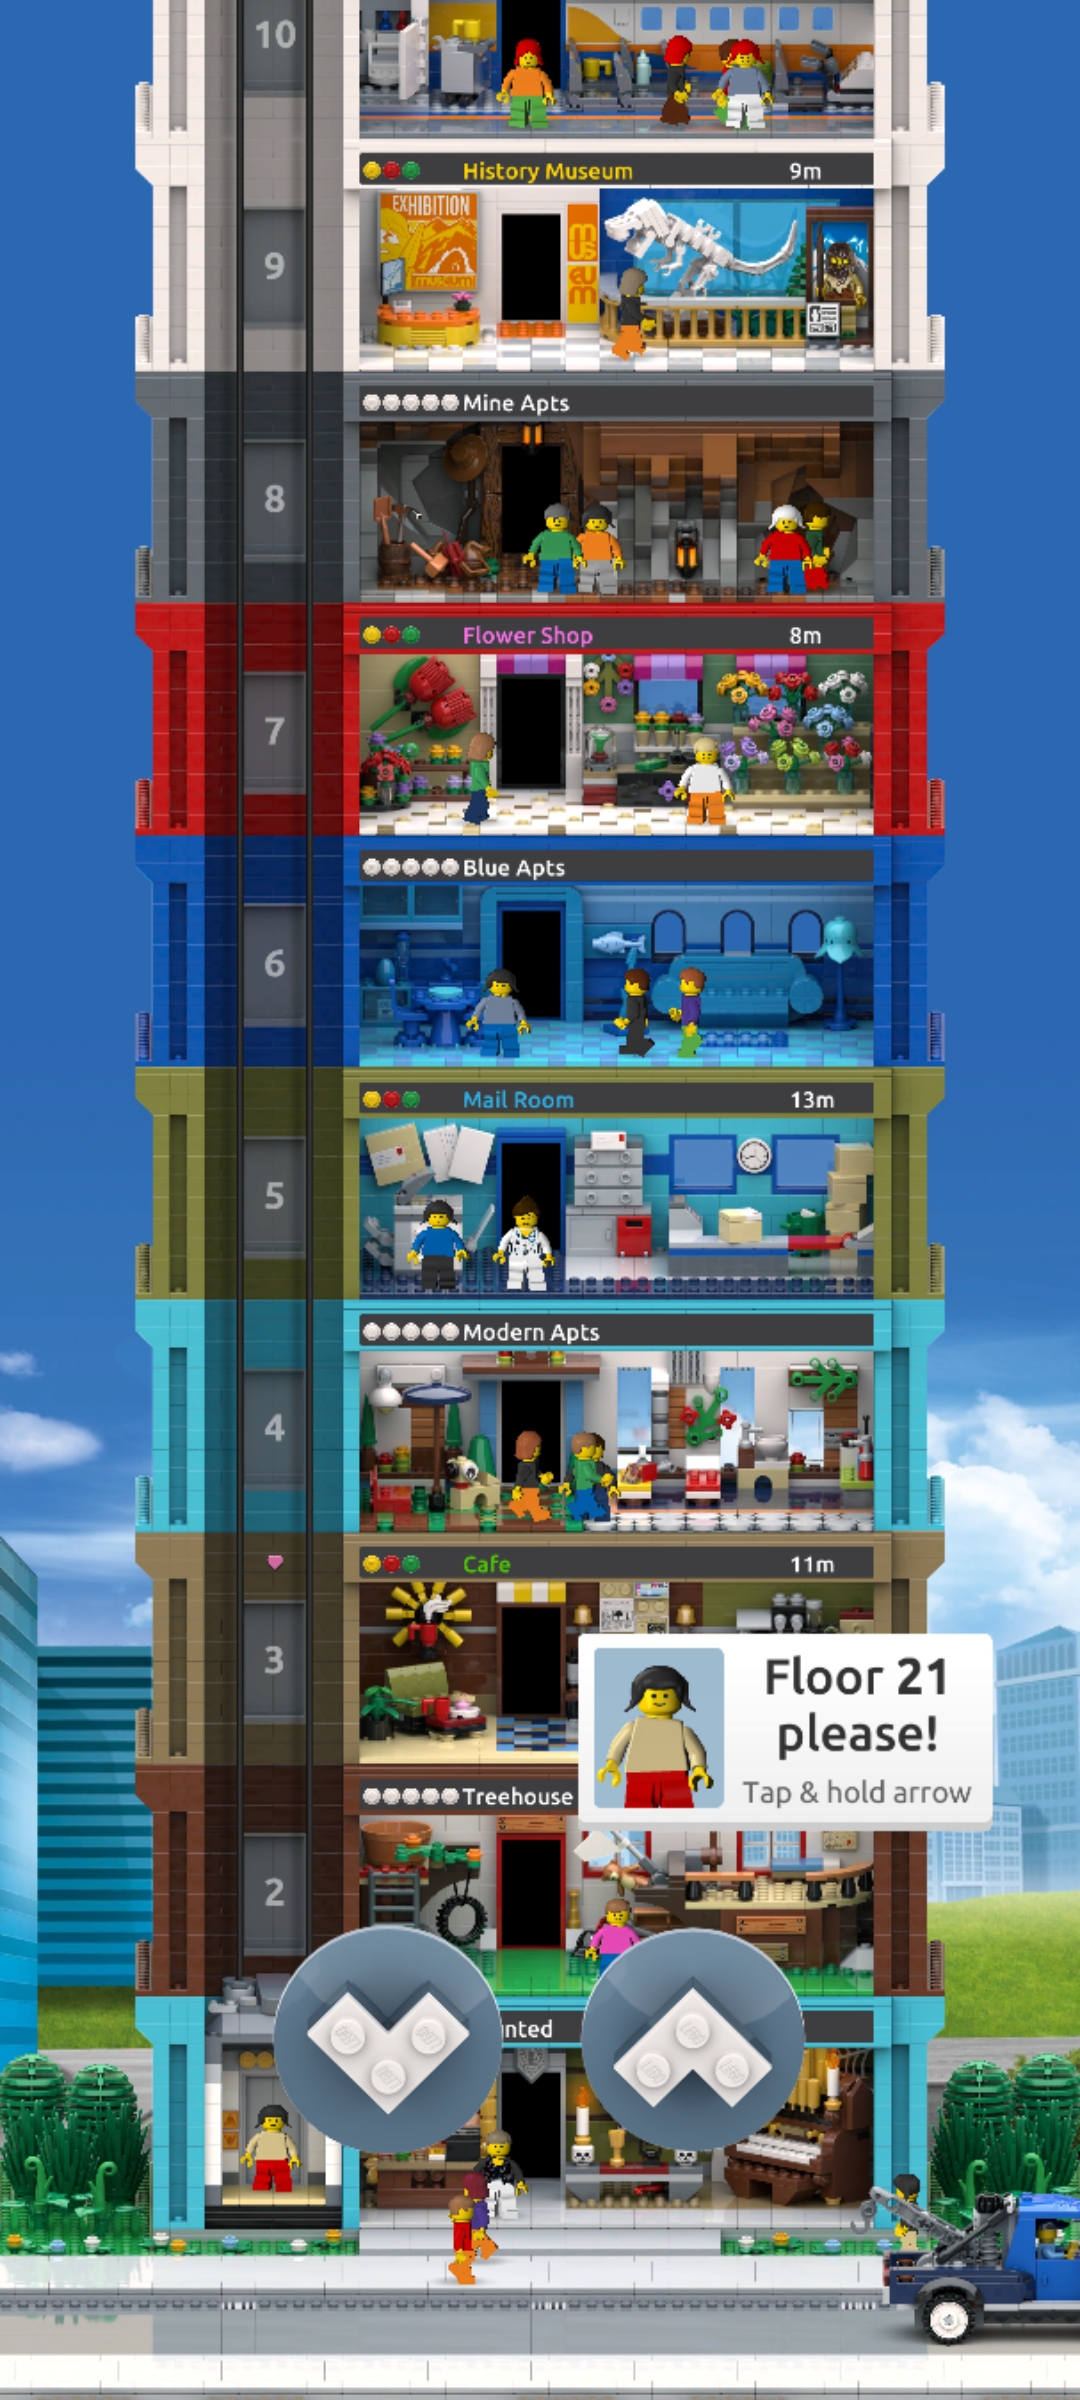 10
History Museum 9m
EXHIBITION
museum
mus
eum
9
Mine Apts
8
Flower Shop 8m
7
Blue Apts
6
Mail Room 13m
5
Modern Apts
4
Cafe 11m
3
Floor 21
please!
Tap & hold arrow
Treehouse
2
nted